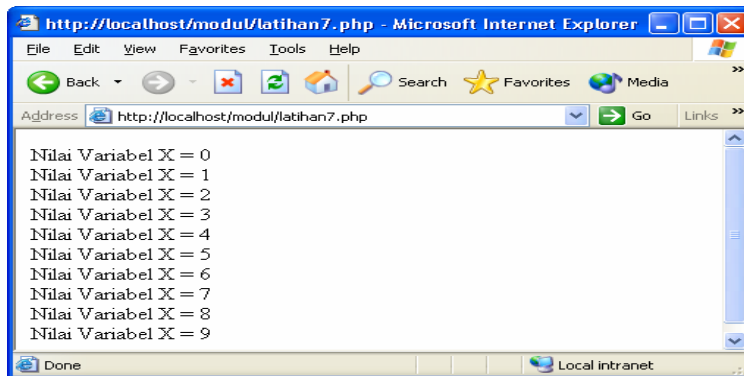 http://localhost/modul/latihan7.php - Microsoft Internet Explorer
File Edit View Favorites Tools Help
Back Search Favorites Media »
Address http://localhost/modul/latihan7.php Go Links »
Nilai Variabel X = 0
Nilai Variabel X = 1
Nilai Variabel X = 2
Nilai Variabel X = 3
Nilai Variabel X = 4
Nilai Variabel X = 5
Nilai Variabel X = 6
Nilai Variabel X = 7
Nilai Variabel X = 8
Nilai Variabel X = 9
Done Local intranet